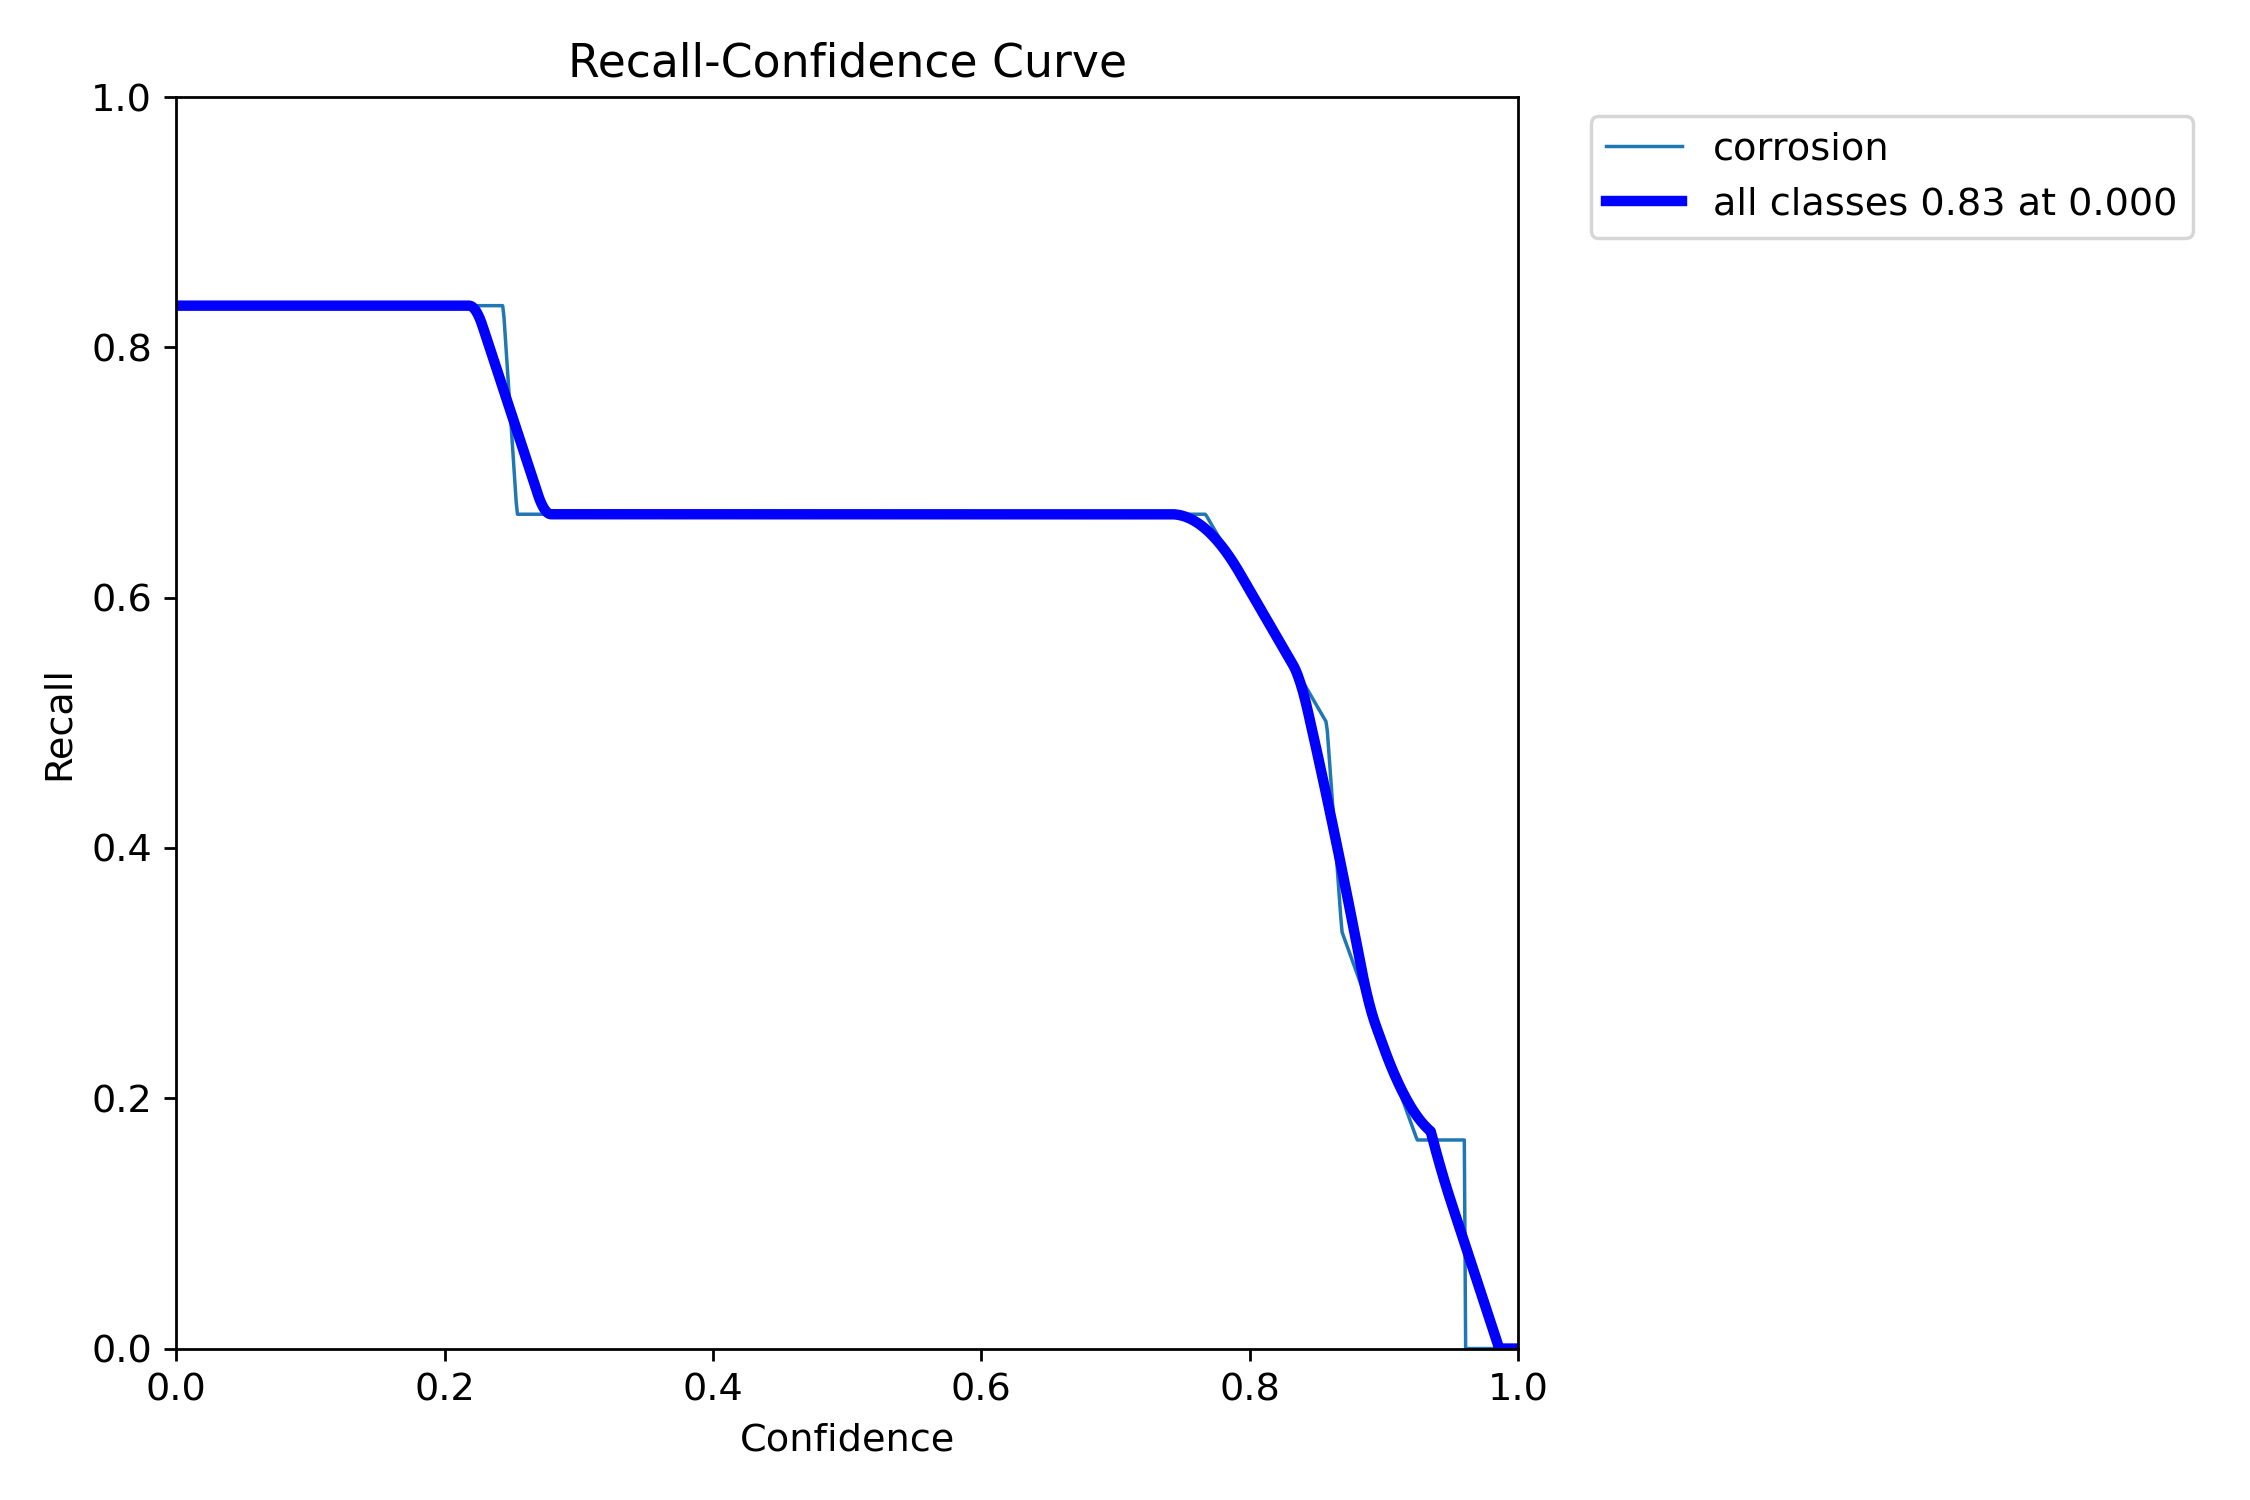 Recall-Confidence Curve
1.0
0.8
0.6
0.4
0.2
0.0
Recall
0.0 0.2 0.4 0.6 0.8 1.0
Confidence
corrosion
all classes 0.83 at 0.000